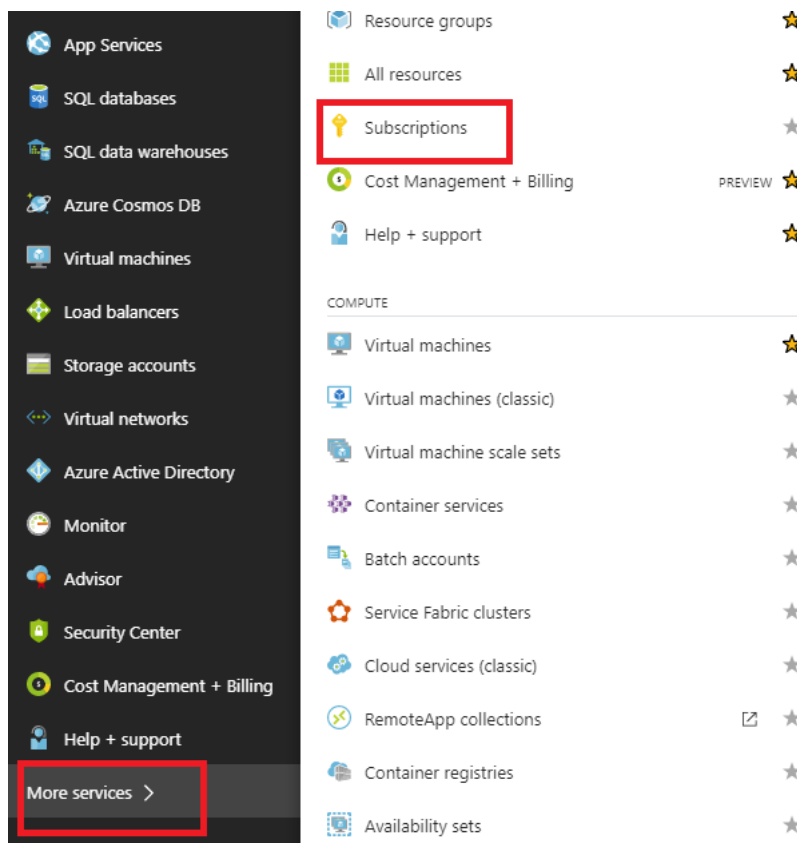 App Services
SQL databases
SQL data warehouses
Azure Cosmos DB
Virtual machines
Load balancers
Storage accounts
Virtual networks
Azure Active Directory
Monitor
Advisor
Security Center
Cost Management + Billing
Help + support
More services
Resource groups
All resources
Subscriptions
Cost Management + Billing PREVIEW
Help + support
COMPUTE
Virtual machines
Virtual machines (classic)
Virtual machine scale sets
Container services
Batch accounts
Service Fabric clusters
Cloud services (classic)
RemoteApp collections
Container registries
Availability sets